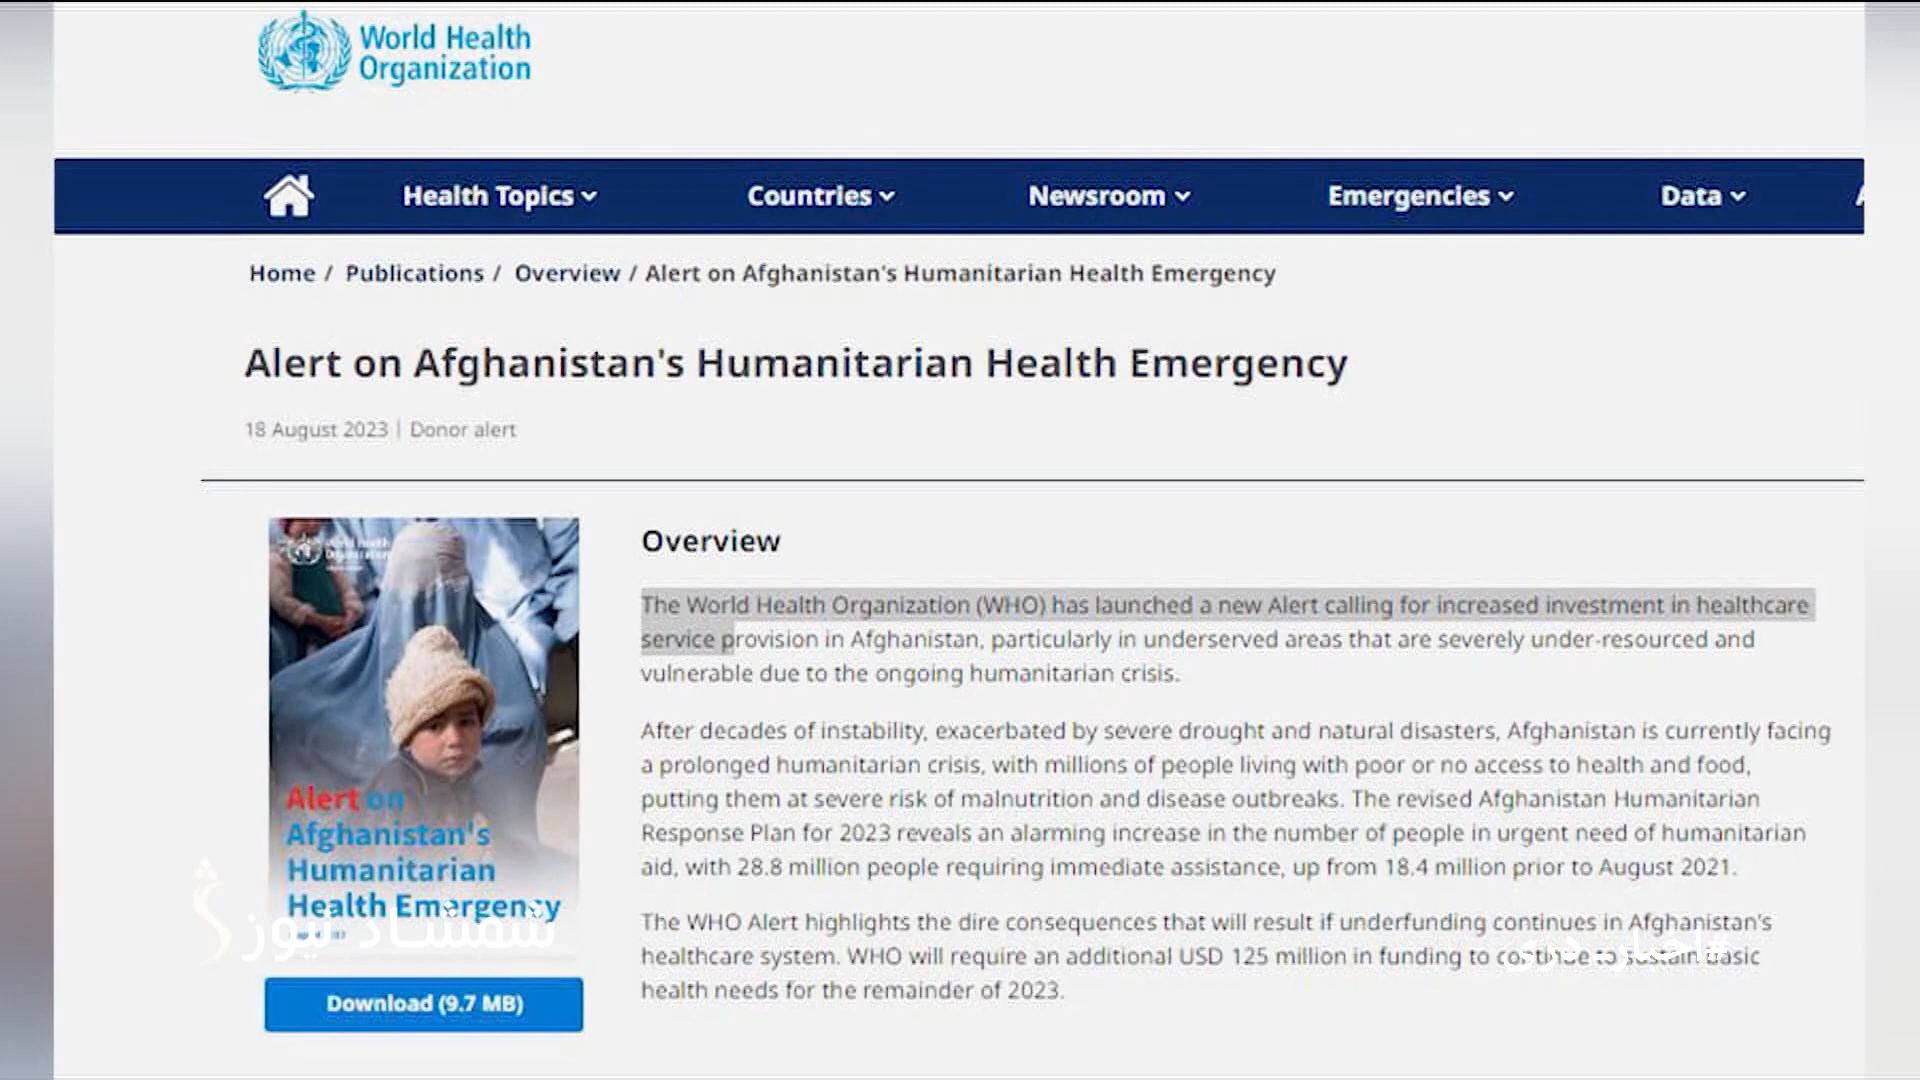 World Health
Organization
Health Topics
Countries
Newsroom
Emergencies
Data
Home / Publications / Overview / Alert on Afghanistan's Humanitarian Health Emergency
Alert on Afghanistan's Humanitarian Health Emergency
18 August 2023 | Donor alert
World Health
Organization
Alert on
Afghanistan's
Humanitarian
Health Emergency
Download (9.7 MB)
Overview
The World Health Organization (WHO) has launched a new Alert calling for increased investment in healthcare
service provision in Afghanistan, particularly in underserved areas that are severely under-resourced and
vulnerable due to the ongoing humanitarian crisis.
After decades of instability, exacerbated by severe drought and natural disasters, Afghanistan is currently facing
a prolonged humanitarian crisis, with millions of people living with poor or no access to health and food,
putting them at severe risk of malnutrition and disease outbreaks. The revised Afghanistan Humanitarian
Response Plan for 2023 reveals an alarming increase in the number of people in urgent need of humanitarian
aid, with 28.8 million people requiring immediate assistance, up from 18.4 million prior to August 2021.
The WHO Alert highlights the dire consequences that will result if underfunding continues in Afghanistan's
healthcare system. WHO will require an additional USD 125 million in funding to continue to sustain basic
health needs for the remainder of 2023.
شمشاد نیوز
#اخبار_دری